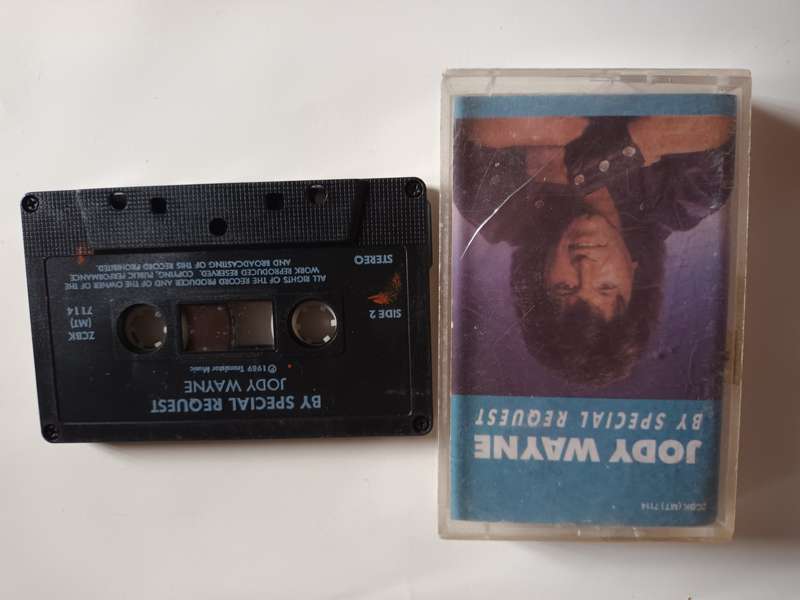 BY SPECIAL REQUEST
JODY WAYNE
℗ 1989 Transistor Music
ZCBK
(MT)
7114
SIDE 2
STEREO
ALL RIGHTS OF THE RECORD PRODUCER AND OF THE OWNER OF THE
WORK REPRODUCED RESERVED. COPYING, PUBLIC PERFORMANCE
AND BROADCASTING OF THIS RECORD PROHIBITED.
ZCBK (MT) 7114
JODY WAYNE
BY SPECIAL REQUEST